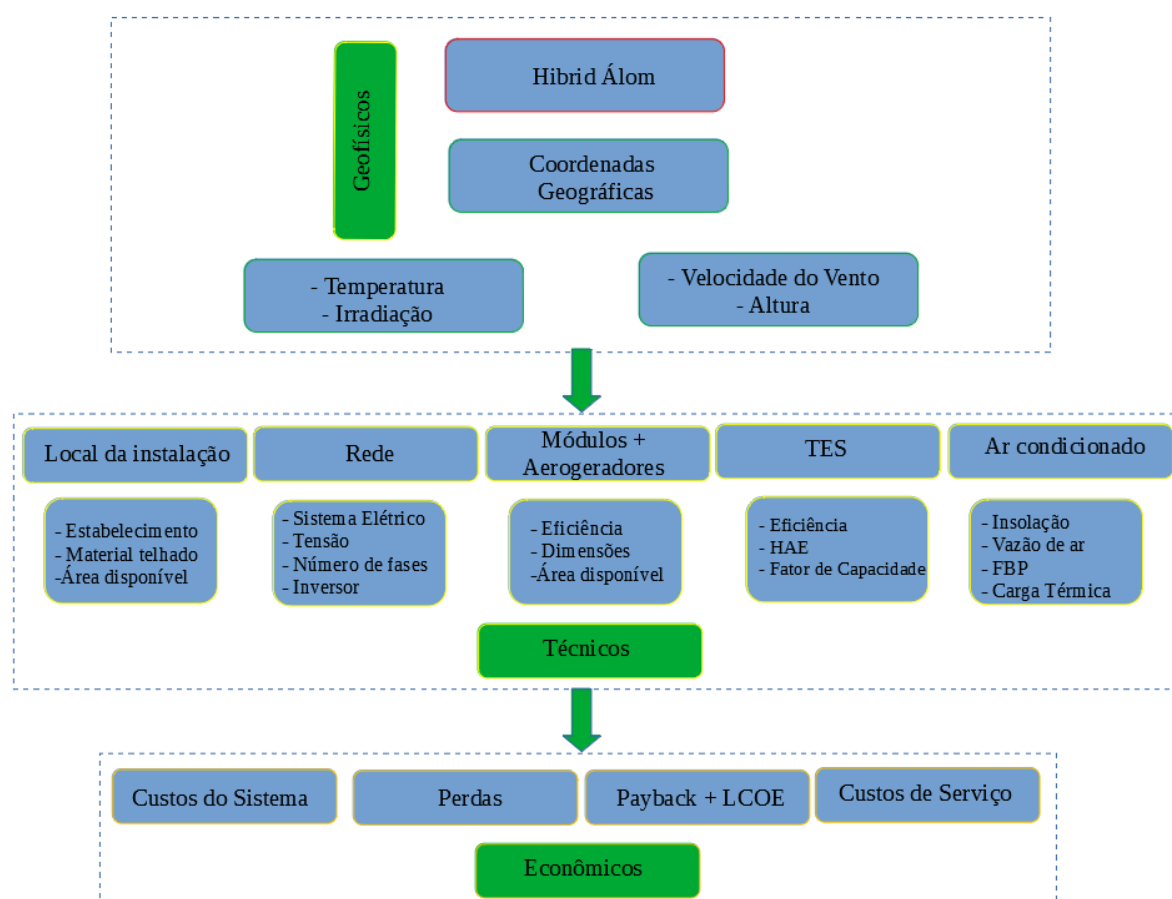 Geofísicos
Hibrid Álom
Coordenadas
Geográficas
- Temperatura
- Irradiação
- Velocidade do Vento
- Altura
Local da instalação
Rede
Módulos +
Aerogeradores
TES
Ar condicionado
- Estabelecimento
- Material telhado
-Área disponível
- Sistema Elétrico
- Tensão
- Número de fases
- Inversor
- Eficiência
- Dimensões
-Área disponível
- Eficiência
- HAE
- Fator de Capacidade
- Insolação
- Vazão de ar
- FBP
- Carga Térmica
Técnicos
Custos do Sistema
Perdas
Payback + LCOE
Custos de Serviço
Econômicos